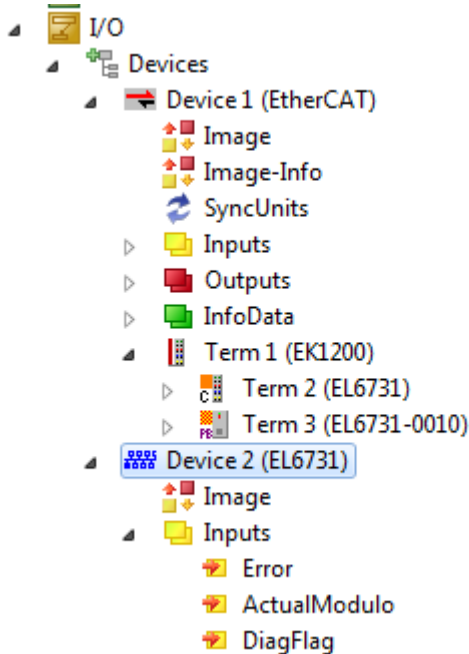 I/O
Devices
Device 1 (EtherCAT)
Image
Image-Info
SyncUnits
Inputs
Outputs
InfoData
Term 1 (EK1200)
Term 2 (EL6731)
Term 3 (EL6731-0010)
Device 2 (EL6731)
Image
Inputs
Error
ActualModulo
DiagFlag